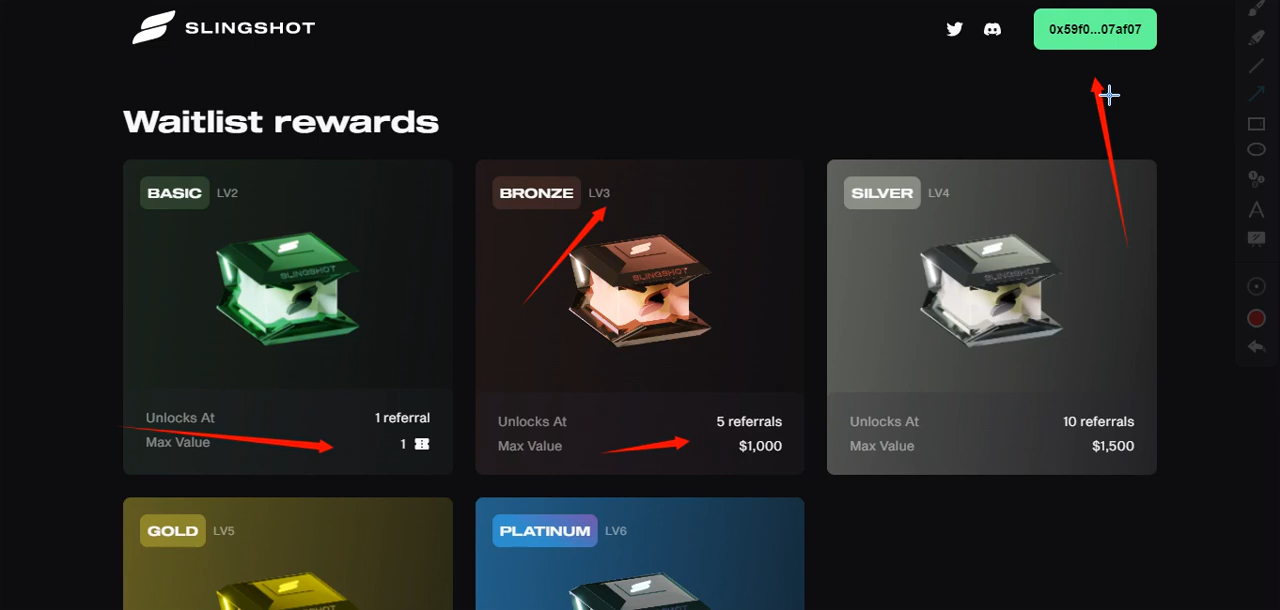 SLINGSHOT
0x59f0...07af07
Waitlist rewards
BASIC LV2
SLINGSHOT
Unlocks At 1 referral
Max Value 1
BRONZE LV3
SLINGSHOT
Unlocks At 5 referrals
Max Value $1,000
SILVER LV4
SLINGSHOT
Unlocks At 10 referrals
Max Value $1,500
GOLD LV5
PLATINUM LV6